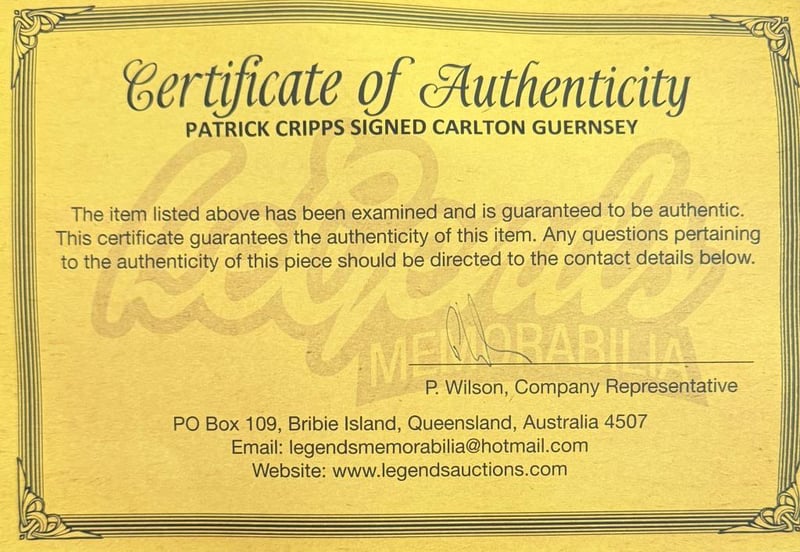 Certificate of Authenticity
PATRICK CRIPPS SIGNED CARLTON GUERNSEY
The item listed above has been examined and is guaranteed to be authentic.
This certificate guarantees the authenticity of this item. Any questions pertaining
to the authenticity of this piece should be directed to the contact details below.
Legends
MEMORABILIA
P. Wilson, Company Representative
PO Box 109, Bribie Island, Queensland, Australia 4507
Email: legendsmemorabilia@hotmail.com
Website: www.legendsauctions.com